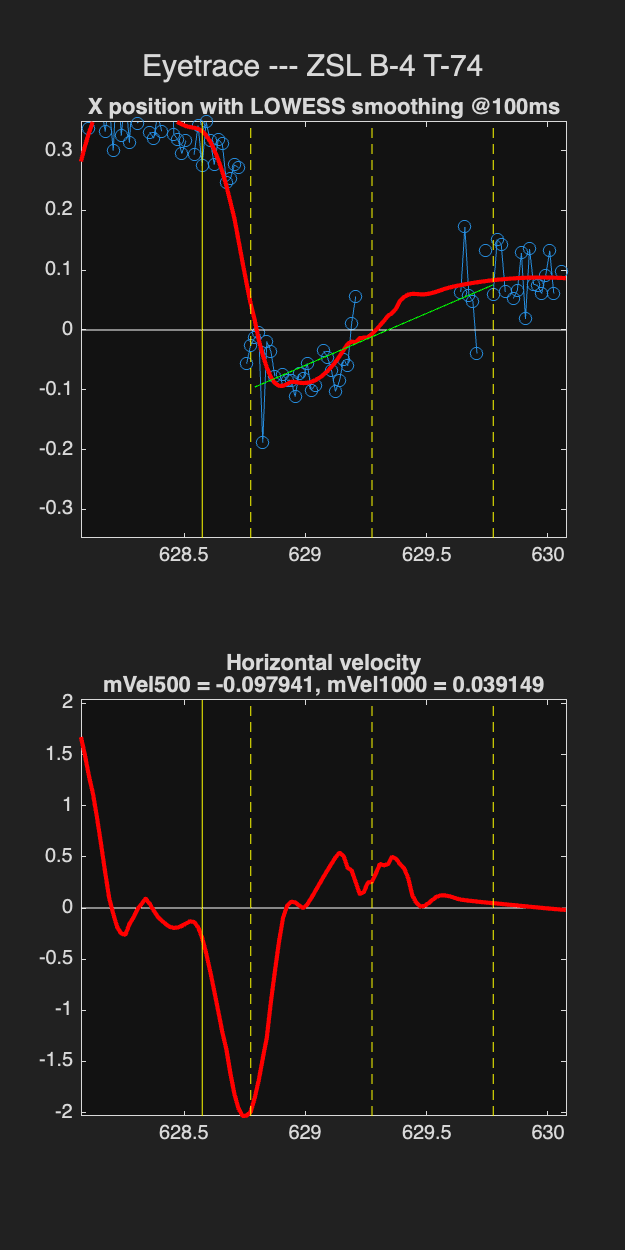 Eyetrace --- ZSL B-4 T-74
X position with LOWESS smoothing @100ms
0.3
0.2
0.1
0
-0.1
-0.2
-0.3
628.5 629 629.5 630
Horizontal velocity
mVel500 = -0.097941, mVel1000 = 0.039149
2
1.5
1
0.5
0
-0.5
-1
-1.5
-2
628.5 629 629.5 630